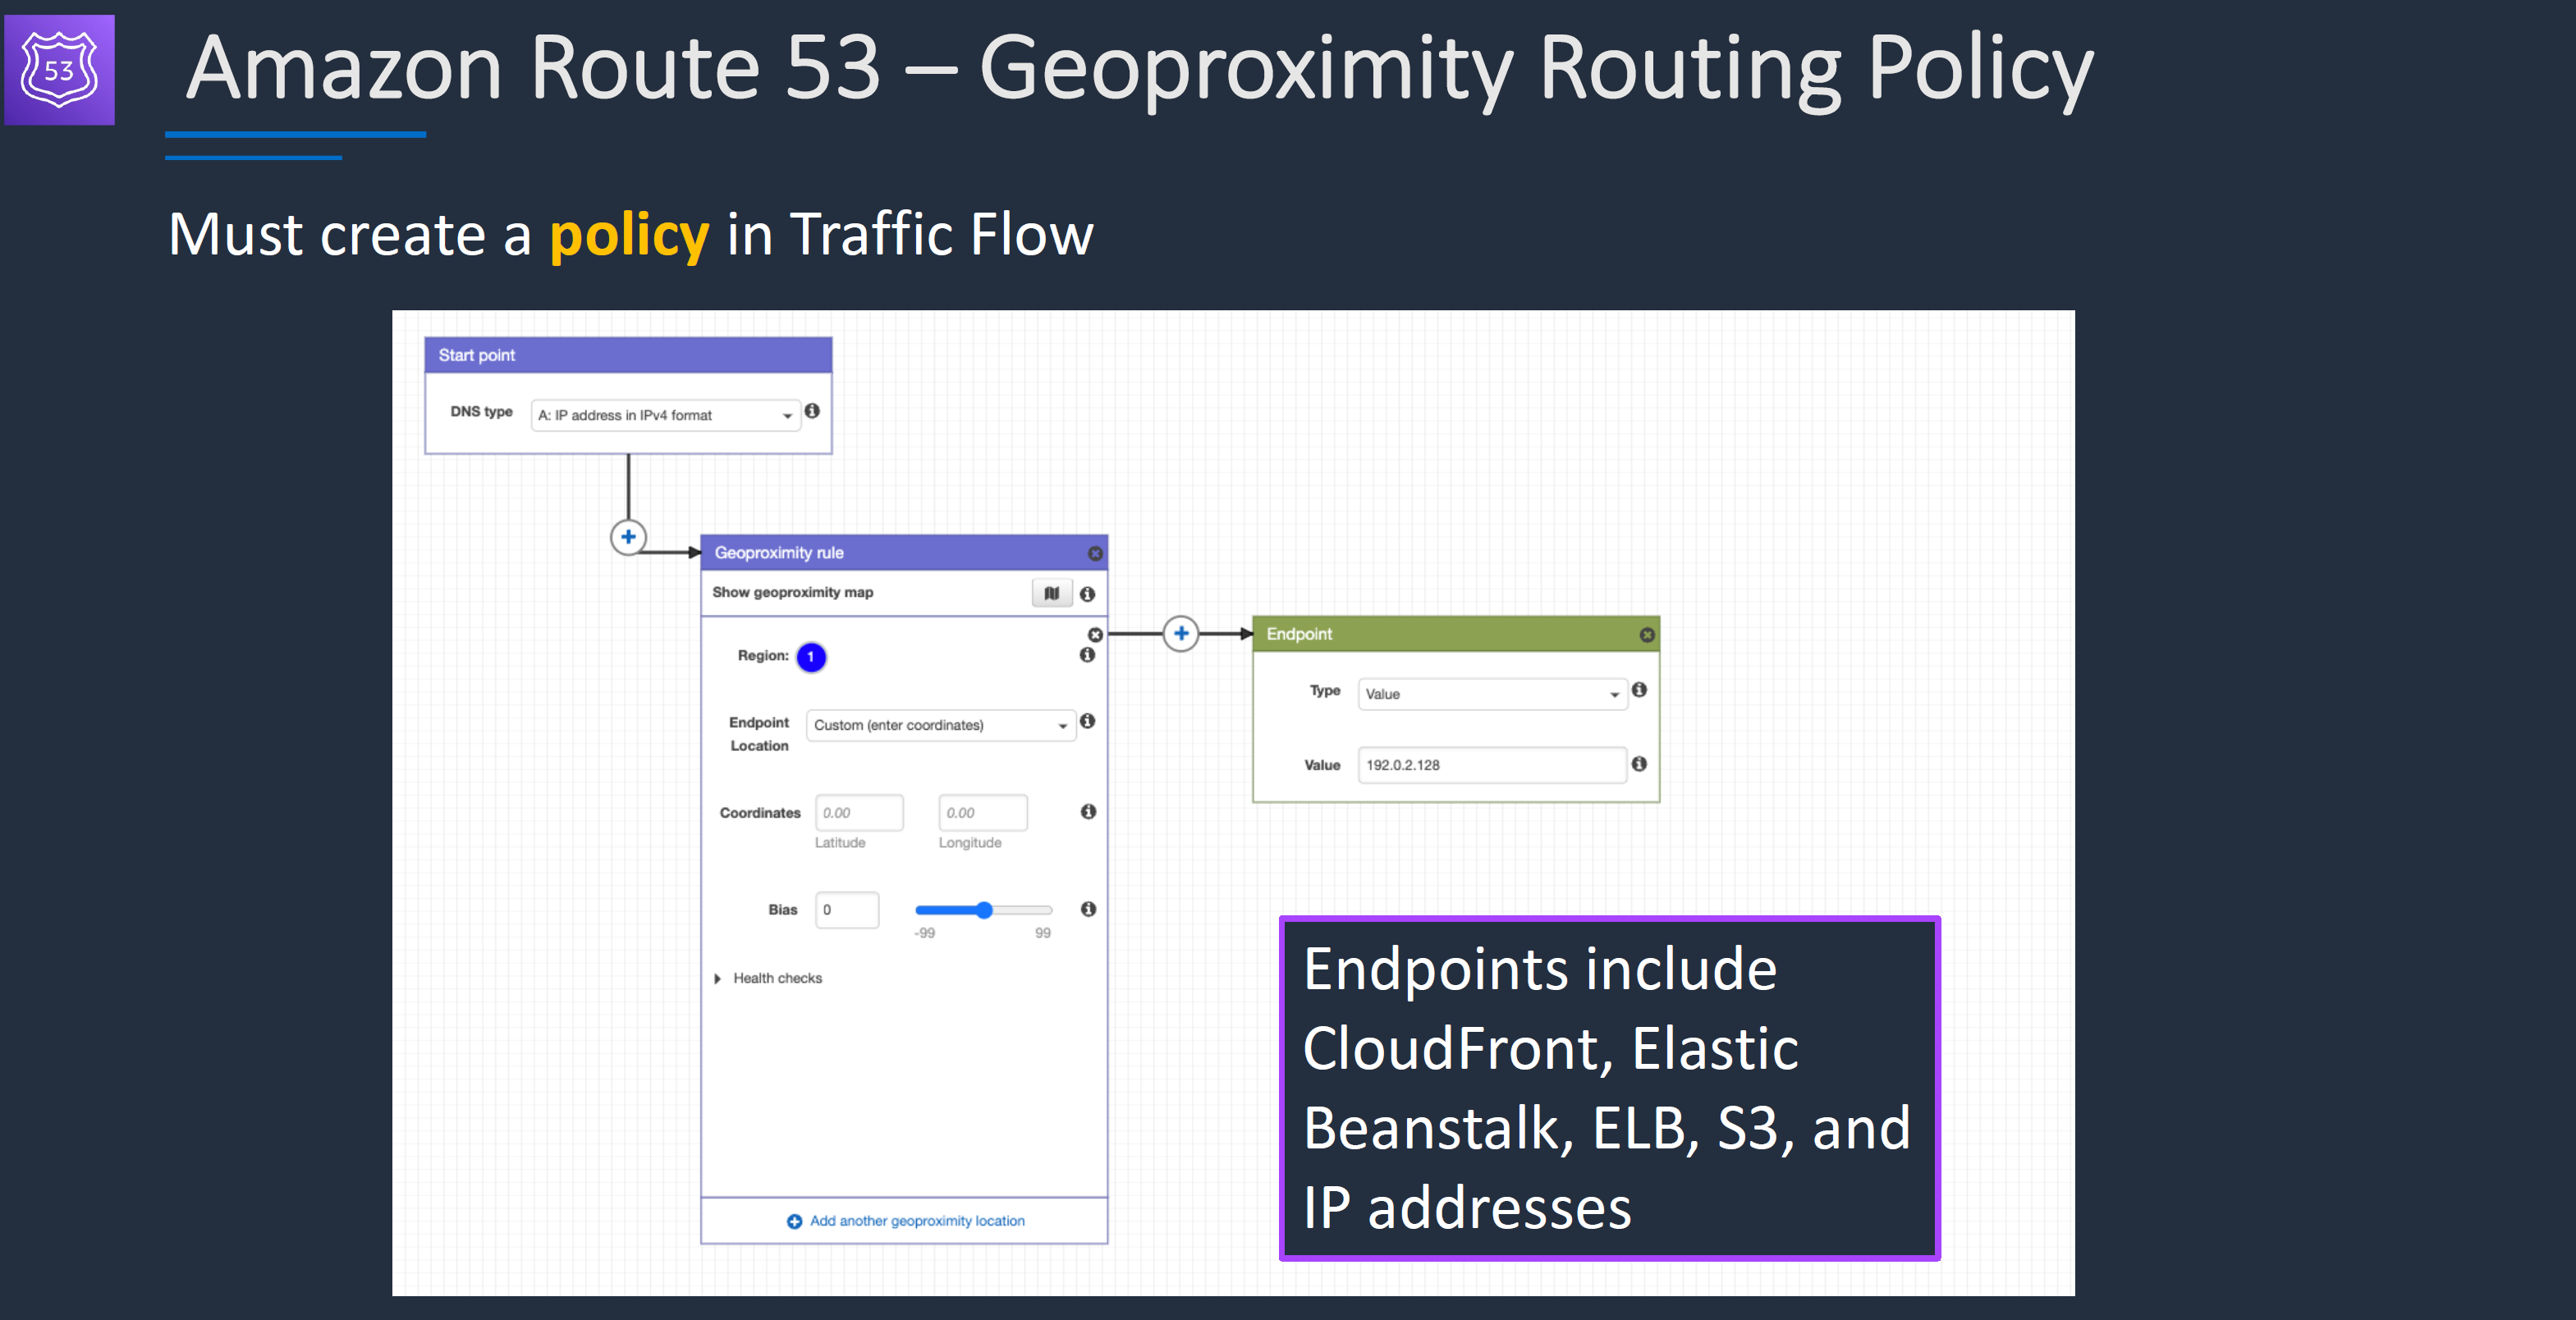 53
Amazon Route 53 – Geoproximity Routing Policy
Must create a policy in Traffic Flow
Start point
DNS type
A: IP address in IPv4 format
Geoproximity rule
Show geoproximity map
Region: 1
Endpoint
Location
Custom (enter coordinates)
Coordinates
0.00
0.00
Latitude
Longitude
Bias
0
-99
99
Health checks
Add another geoproximity location
Endpoint
Type
Value
Value
192.0.2.128
Endpoints include
CloudFront, Elastic
Beanstalk, ELB, S3, and
IP addresses